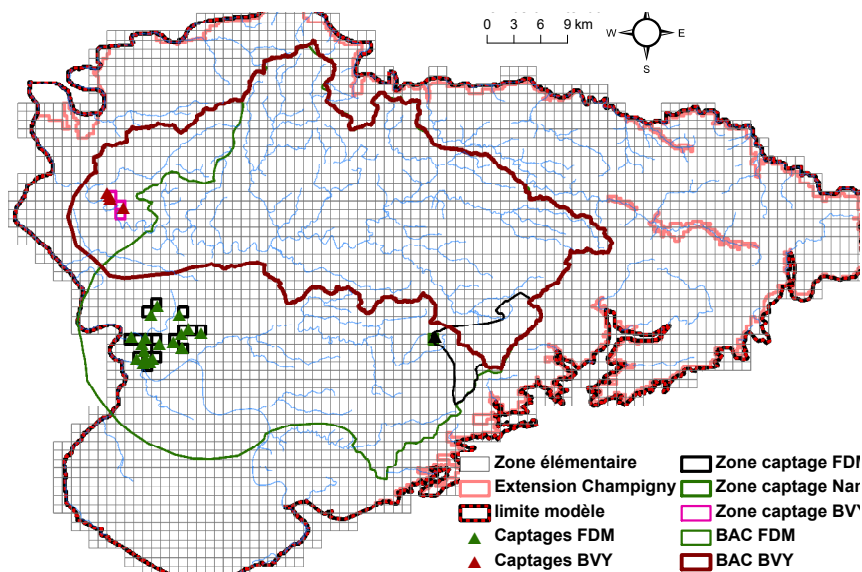 0 3 6 9 km
W E
S
Zone élémentaire
Extension Champigny
limite modèle
Captages FDM
Captages BVY
Zone captage FDM
Zone captage Nan
Zone captage BVY
BAC FDM
BAC BVY